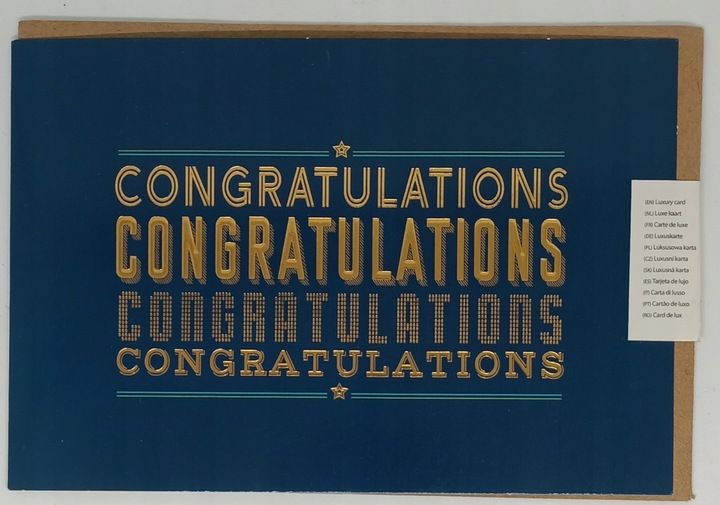 CONGRATULATIONS
CONGRATULATIONS
CONGRATULATIONS
CONGRATULATIONS
(EN) Luxury card
(NL) Luxe kaart
(FR) Carte de luxe
(DE) Luxuskarte
(PL) Luksusowa karta
(CZ) Luxusní karta
(SK) Luxusná karta
(ES) Tarjeta de lujo
(IT) Carta di lusso
(PT) Cartão de luxo
(RO) Card de lux